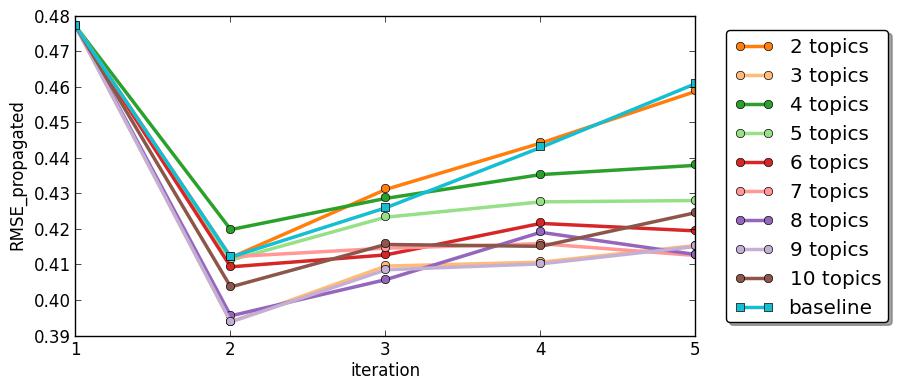 0.48
0.47
0.46
0.45
0.44
0.43
0.42
0.41
0.40
0.39
RMSE_propagated
1 2 3 4 5
iteration
2 topics
3 topics
4 topics
5 topics
6 topics
7 topics
8 topics
9 topics
10 topics
baseline